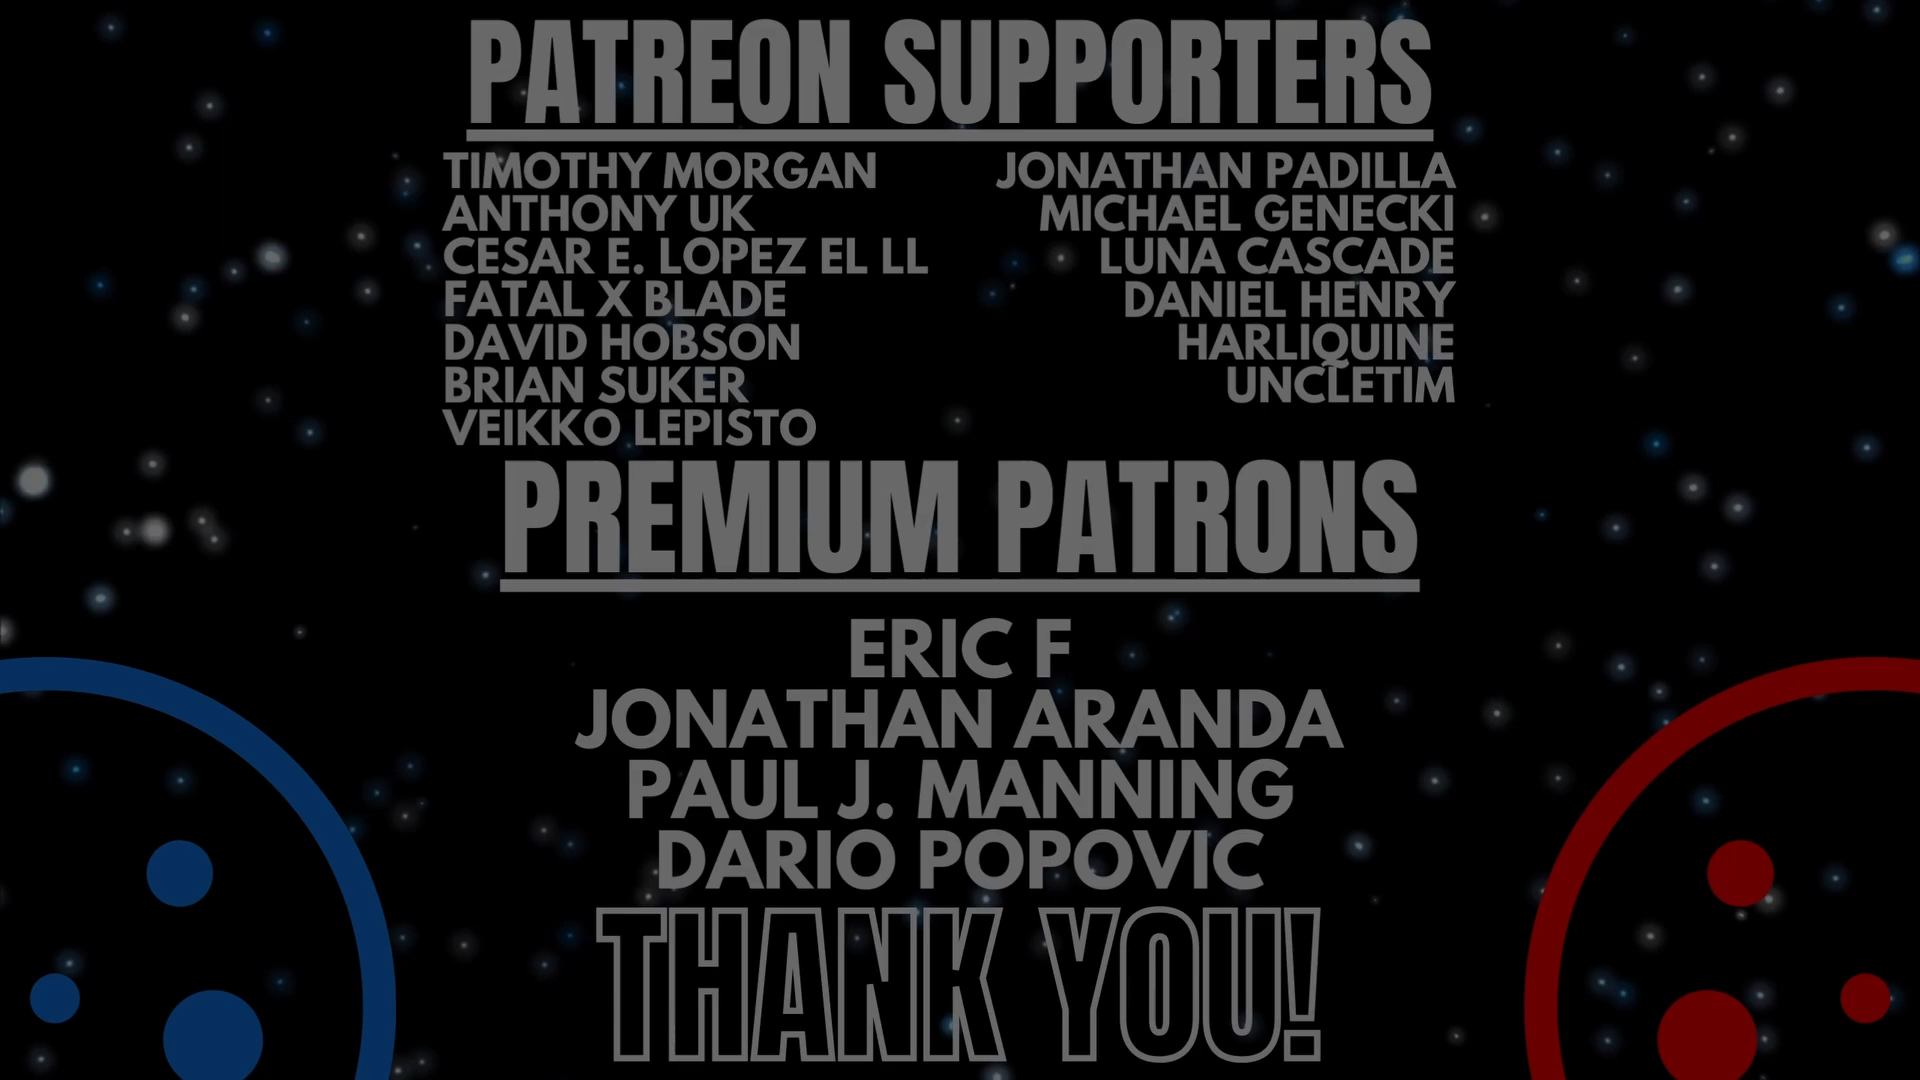 PATREON SUPPORTERS
TIMOTHY MORGAN
ANTHONY UK
CESAR E. LOPEZ EL LL
FATAL X BLADE
DAVID HOBSON
BRIAN SUKER
VEIKKO LEPISTO
JONATHAN PADILLA
MICHAEL GENECKI
LUNA CASCADE
DANIEL HENRY
HARLIQUINE
UNCLETIM
PREMIUM PATRONS
ERIC F
JONATHAN ARANDA
PAUL J. MANNING
DARIO POPOVIC
THANK YOU!